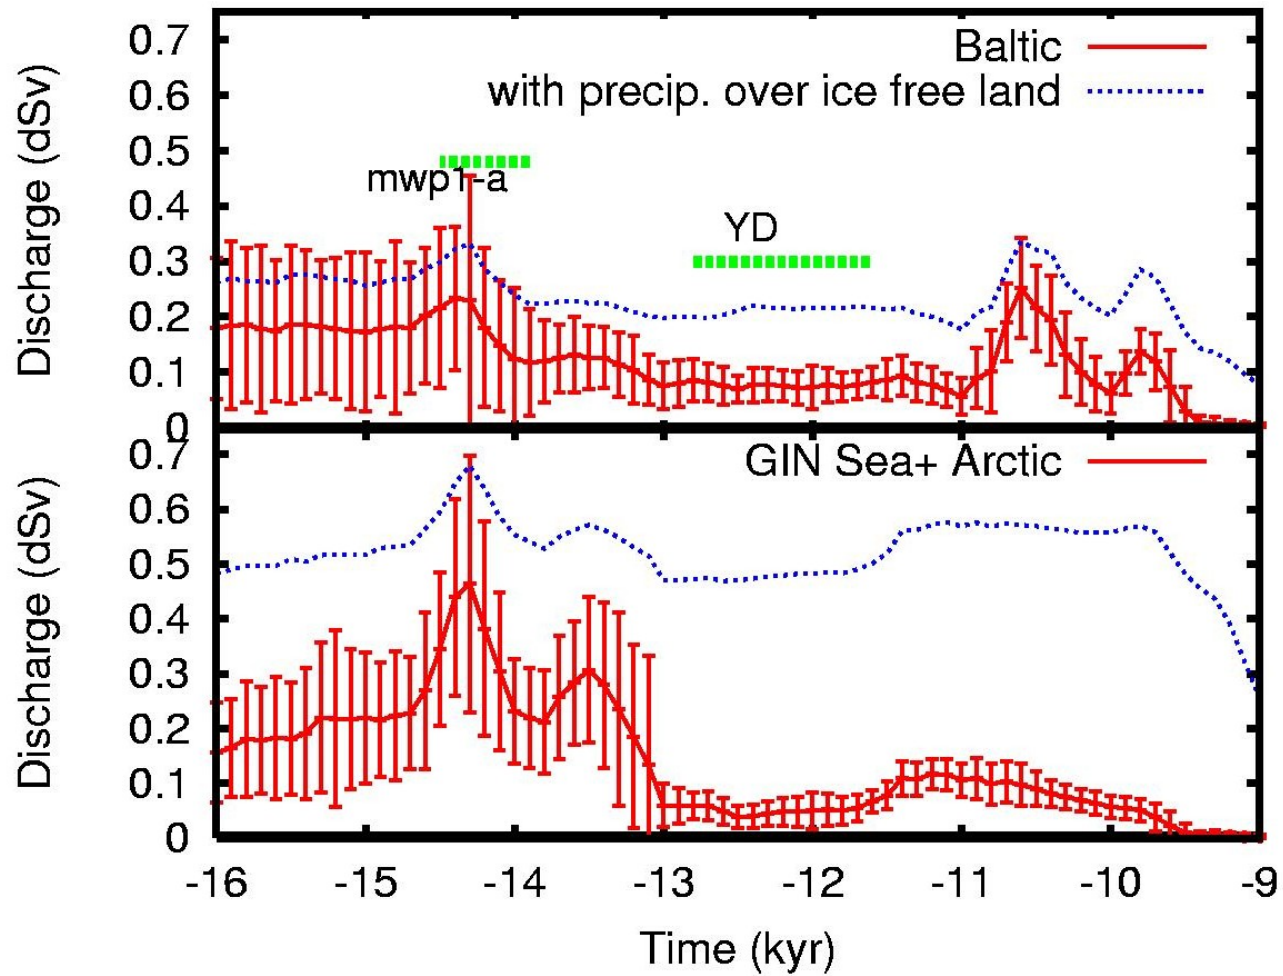 Discharge (dSv)
0.7
0.6
0.5
0.4
0.3
0.2
0.1
0
Baltic
with precip. over ice free land
mwp1-a
YD
Discharge (dSv)
0.7
0.6
0.5
0.4
0.3
0.2
0.1
0
GIN Sea+ Arctic
-16 -15 -14 -13 -12 -11 -10 -9
Time (kyr)